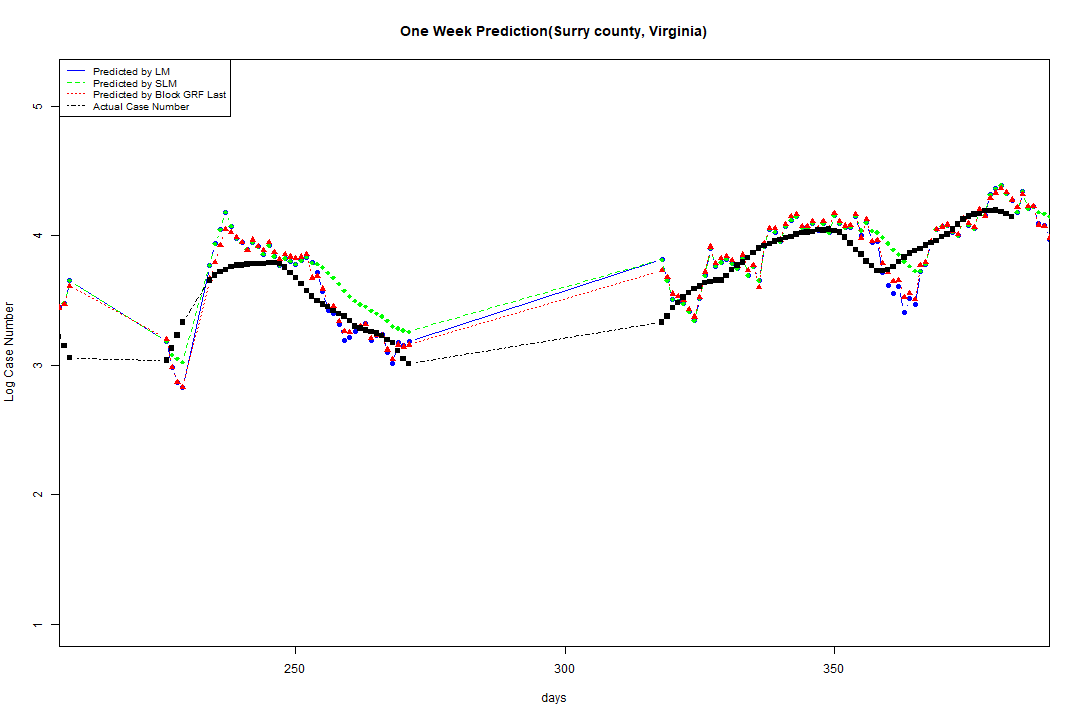 One Week Prediction(Surry county, Virginia)
Predicted by LM
Predicted by SLM
Predicted by Block GRF Last
Actual Case Number
5
4
3
2
1
Log Case Number
250
300
350
days